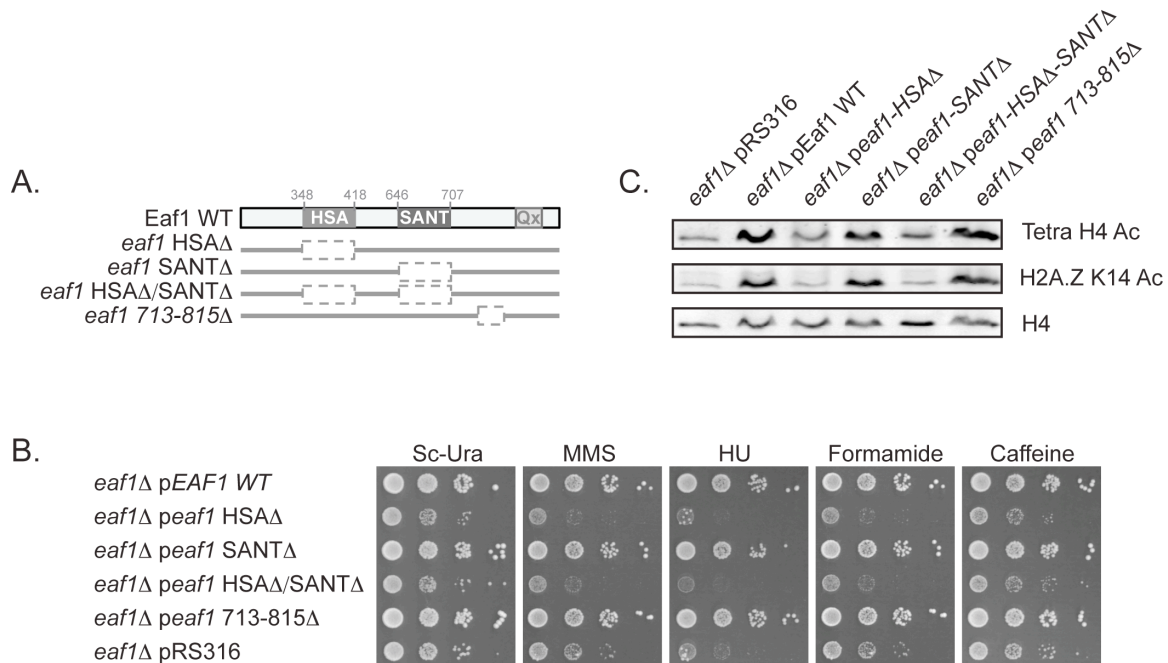 A.
348 418 646 707
Eaf1 WT HSA SANT Qx
eaf1 HSAΔ
eaf1 SANTΔ
eaf1 HSAΔ/SANTΔ
eaf1 713-815Δ
C.
eaf1Δ pRS316
eaf1Δ pEaf1 WT
eaf1Δ peaf1-HSAΔ
eaf1Δ peaf1-SANTΔ
eaf1Δ peaf1-HSAΔ-SANTΔ
eaf1Δ peaf1 713-815Δ
Tetra H4 Ac
H2A.Z K14 Ac
H4
B.
Sc-Ura MMS HU Formamide Caffeine
eaf1Δ pEAF1 WT
eaf1Δ peaf1 HSAΔ
eaf1Δ peaf1 SANTΔ
eaf1Δ peaf1 HSAΔ/SANTΔ
eaf1Δ peaf1 713-815Δ
eaf1Δ pRS316